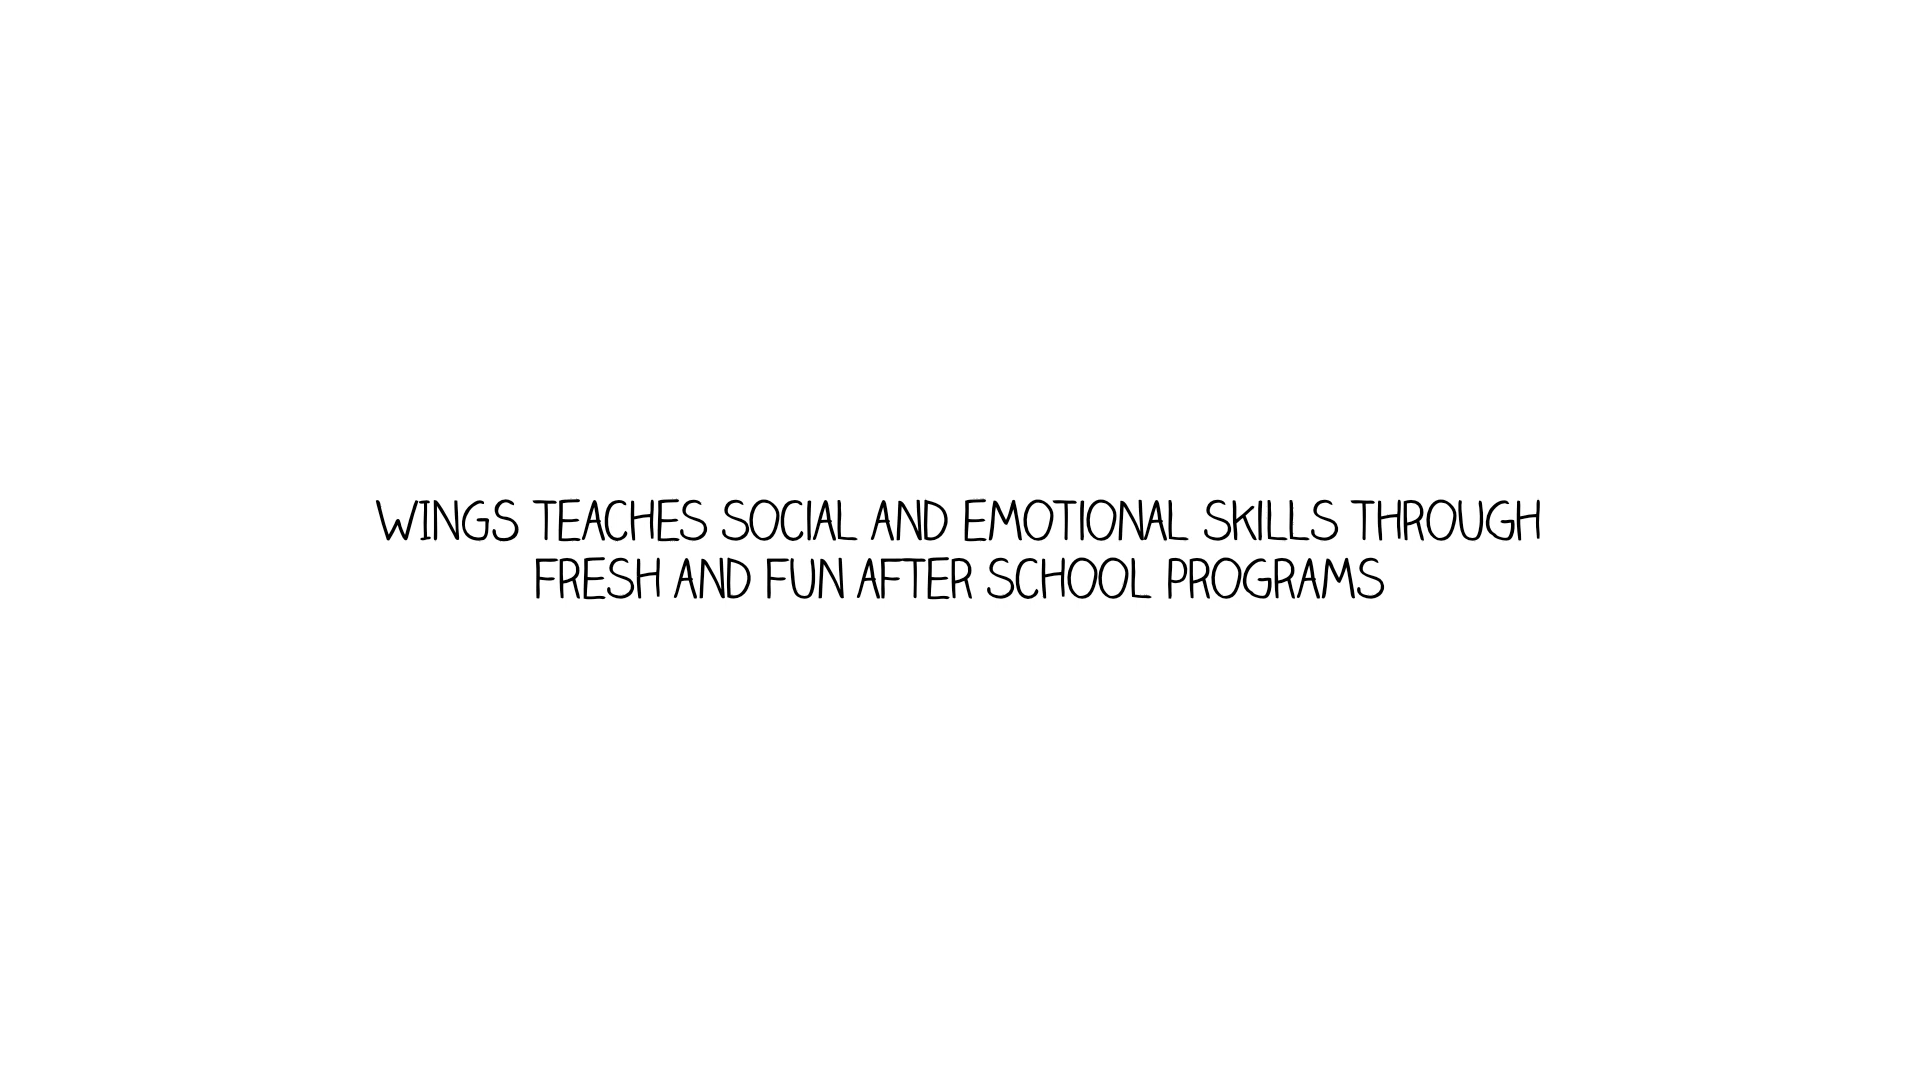 WINGS TEACHES SOCIAL AND EMOTIONAL SKILLS THROUGH
FRESH AND FUN AFTER SCHOOL PROGRAMS